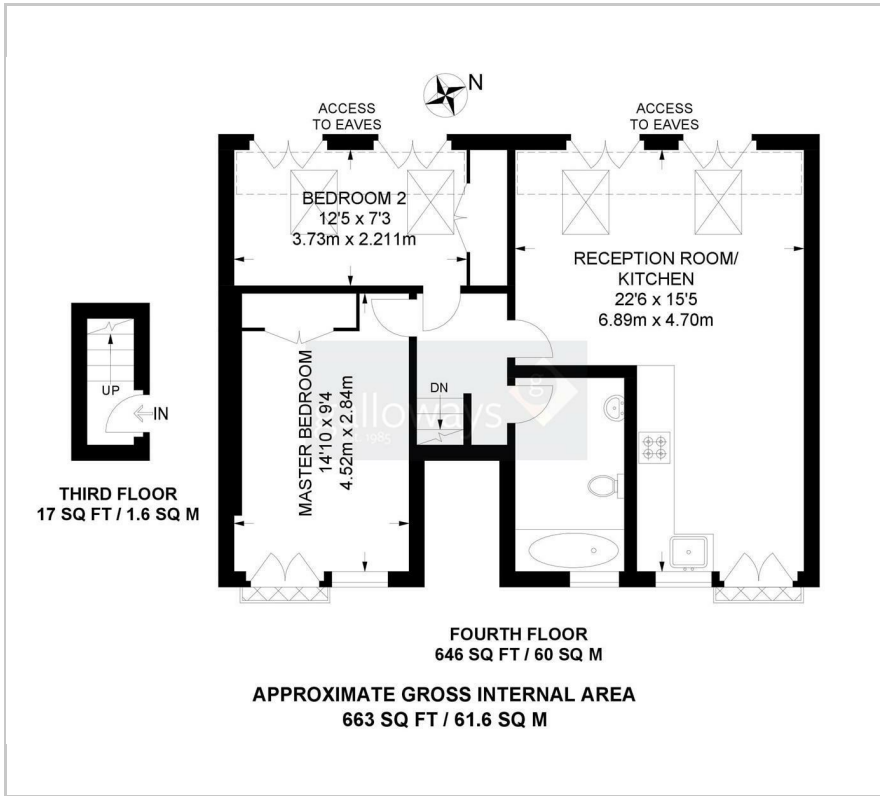 N
ACCESS
TO EAVES
ACCESS
TO EAVES
BEDROOM 2
12'5 x 7'3
3.73m x 2.211m
RECEPTION ROOM/
KITCHEN
22'6 x 15'5
6.89m x 4.70m
MASTER BEDROOM
14'10 x 9'4
4.52m x 2.84m
DN
UP
IN
g
alloways
1985
THIRD FLOOR
17 SQ FT / 1.6 SQ M
FOURTH FLOOR
646 SQ FT / 60 SQ M
APPROXIMATE GROSS INTERNAL AREA
663 SQ FT / 61.6 SQ M